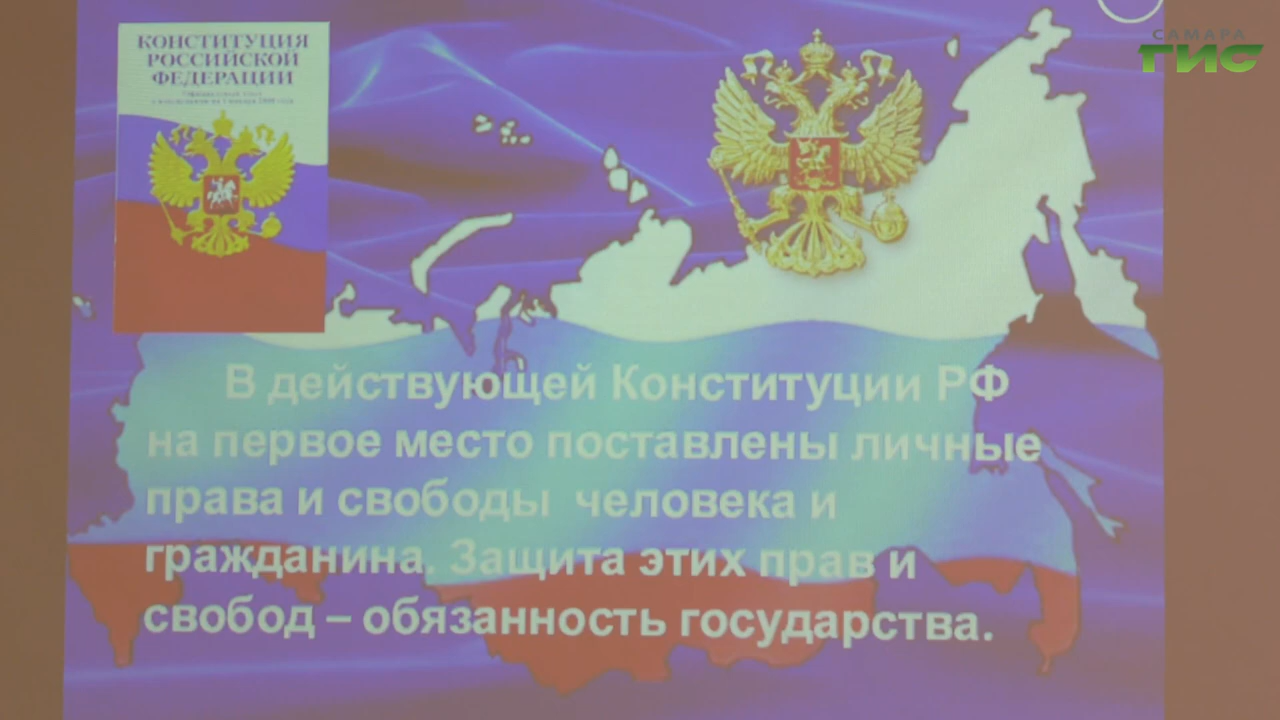 КОНСТИТУЦИЯ
РОССИЙСКОЙ
ФЕДЕРАЦИИ
В действующей Конституции РФ
на первое место поставлены личные
права и свободы человека и
гражданина. Защита этих прав и
свобод – обязанность государства.
САМАРА
ГИС